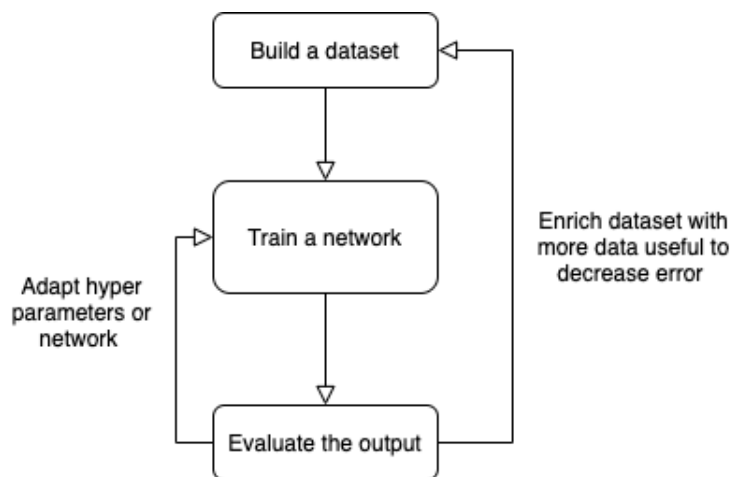 Build a dataset
Train a network
Enrich dataset with
more data useful to
decrease error
Adapt hyper
parameters or
network
Evaluate the output